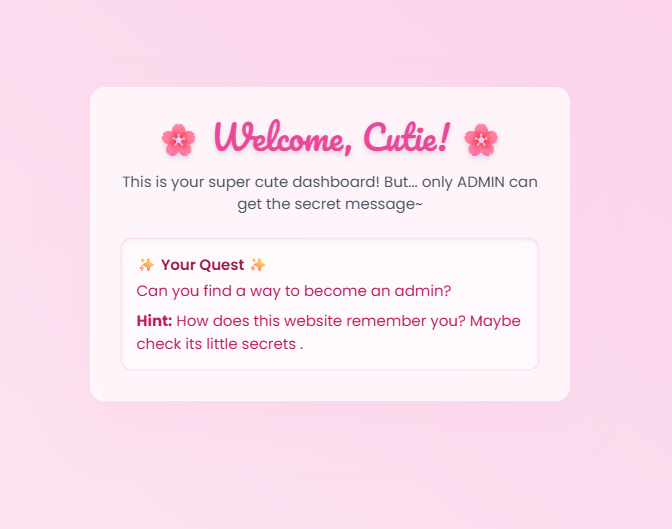 🌸 Welcome, Cutie! 🌸
This is your super cute dashboard! But... only ADMIN can
get the secret message~
✨ Your Quest ✨
Can you find a way to become an admin?
Hint: How does this website remember you? Maybe
check its little secrets .